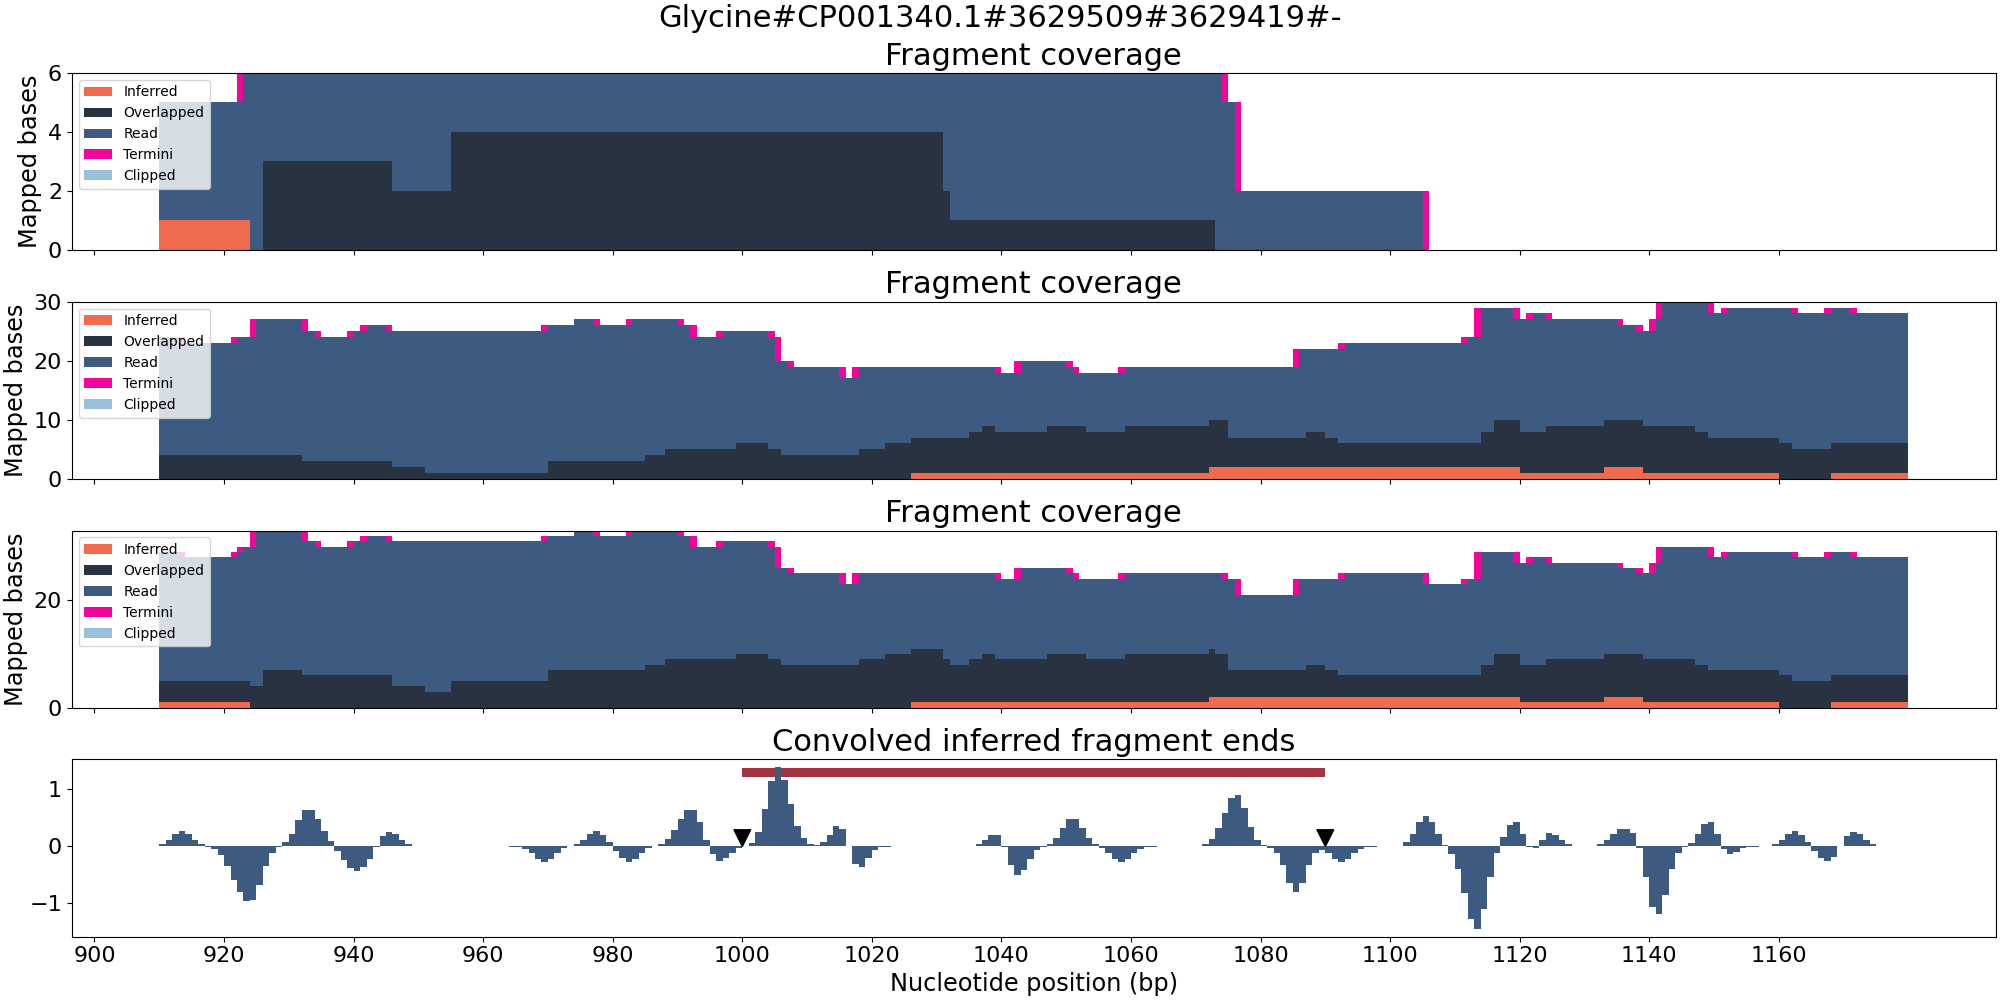 Glycine#CP001340.1#3629509#3629419#-
Fragment coverage
Mapped bases
6
4
2
0
Inferred
Overlapped
Read
Termini
Clipped
Fragment coverage
Mapped bases
30
20
10
0
Inferred
Overlapped
Read
Termini
Clipped
Fragment coverage
Mapped bases
20
0
Inferred
Overlapped
Read
Termini
Clipped
Convolved inferred fragment ends
1
0
−1
900 920 940 960 980 1000 1020 1040 1060 1080 1100 1120 1140 1160
Nucleotide position (bp)